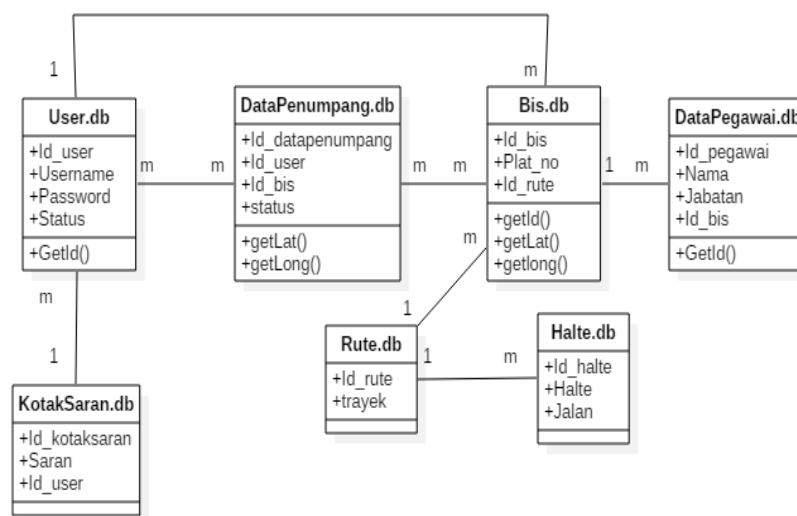 1
m
User.db
+Id_user
+Username
+Password
+Status
+GetId()
m
m
DataPenumpang.db
+Id_datapenumpang
+Id_user
+Id_bis
+status
+getLat()
+getLong()
m
m
Bis.db
+Id_bis
+Plat_no
+Id_rute
+getId()
+getLat()
+getlong()
1
m
DataPegawai.db
+Id_pegawai
+Nama
+Jabatan
+Id_bis
+GetId()
m
1
m
1
KotakSaran.db
+Id_kotaksaran
+Saran
+Id_user
Rute.db
+Id_rute
+trayek
1
m
Halte.db
+Id_halte
+Halte
+Jalan